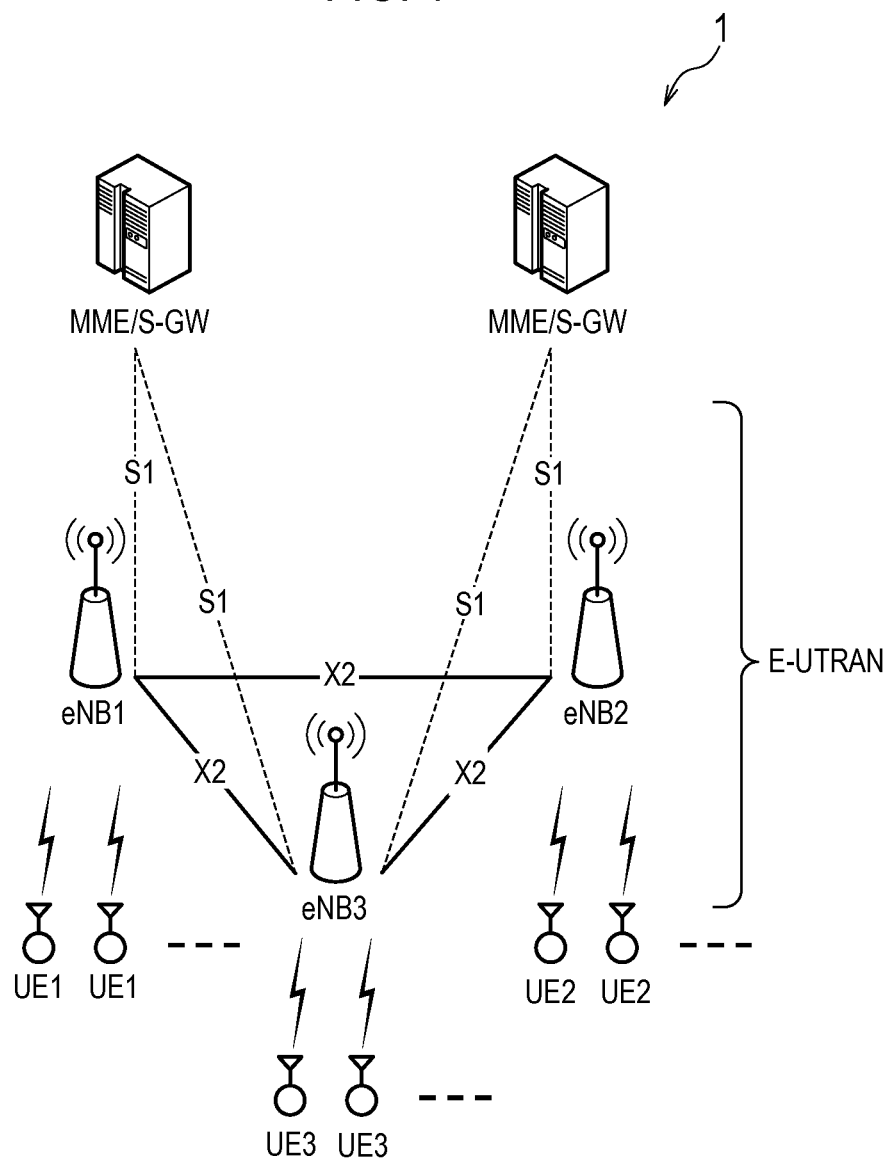 1
MME/S-GW MME/S-GW
S1 S1
S1 S1
E-UTRAN
X2
eNB1 eNB2
X2 X2
eNB3
UE1 UE1 UE2 UE2
UE3 UE3